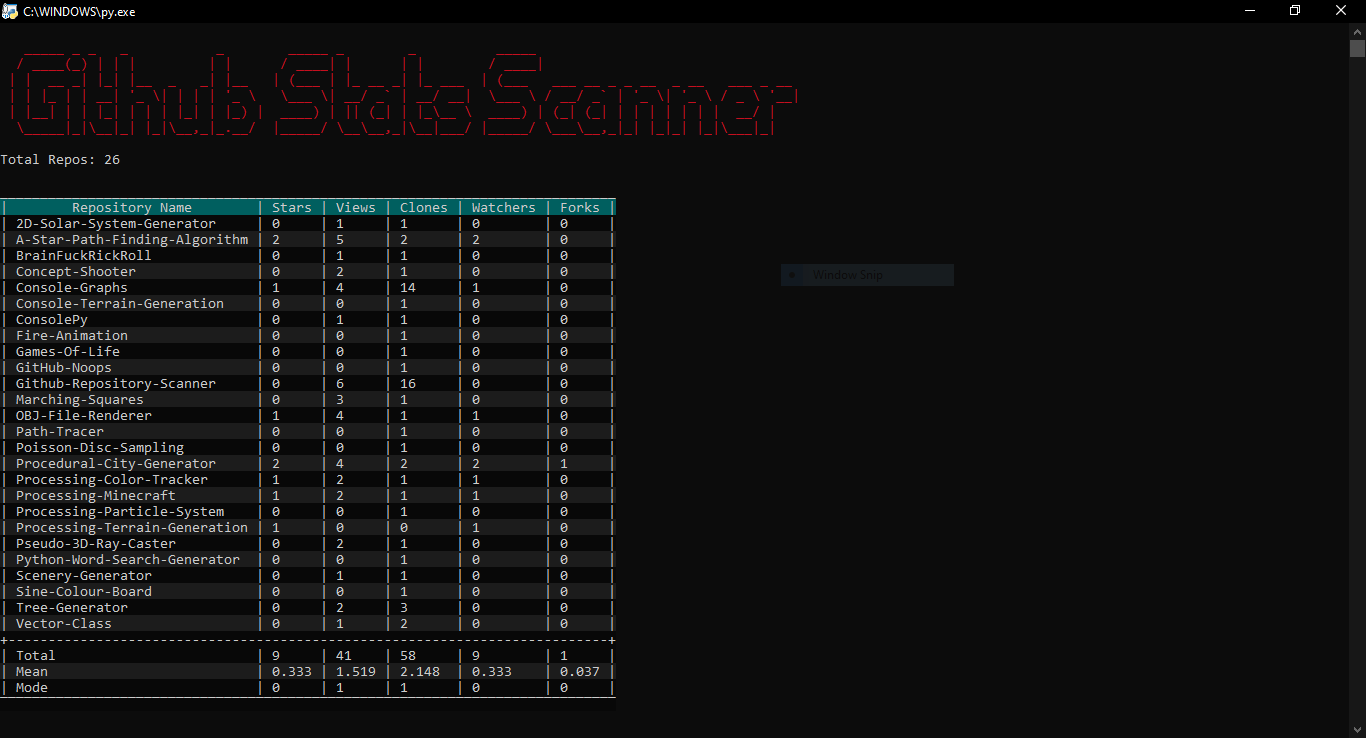 C:\WINDOWS\py.exe
Github Stats Scanner
Total Repos: 26
| Repository Name | Stars | Views | Clones | Watchers | Forks |
| 2D-Solar-System-Generator | 0 | 1 | 1 | 0 | 0 |
| A-Star-Path-Finding-Algorithm | 2 | 5 | 2 | 2 | 0 |
| BrainFuckRickRoll | 0 | 1 | 1 | 0 | 0 |
| Concept-Shooter | 0 | 2 | 1 | 0 | 0 |
Window Snip
| Console-Graphs | 1 | 4 | 14 | 1 | 0 |
| Console-Terrain-Generation | 0 | 0 | 1 | 0 | 0 |
| ConsolePy | 0 | 1 | 1 | 0 | 0 |
| Fire-Animation | 0 | 0 | 1 | 0 | 0 |
| Games-Of-Life | 0 | 0 | 1 | 0 | 0 |
| GitHub-Noops | 0 | 0 | 1 | 0 | 0 |
| Github-Repository-Scanner | 0 | 6 | 16 | 0 | 0 |
| Marching-Squares | 0 | 3 | 1 | 0 | 0 |
| OBJ-File-Renderer | 1 | 4 | 1 | 1 | 0 |
| Path-Tracer | 0 | 0 | 1 | 0 | 0 |
| Poisson-Disc-Sampling | 0 | 0 | 1 | 0 | 0 |
| Procedural-City-Generator | 2 | 4 | 2 | 2 | 1 |
| Processing-Color-Tracker | 1 | 2 | 1 | 1 | 0 |
| Processing-Minecraft | 1 | 2 | 1 | 1 | 0 |
| Processing-Particle-System | 0 | 0 | 1 | 0 | 0 |
| Processing-Terrain-Generation | 1 | 0 | 0 | 1 | 0 |
| Pseudo-3D-Ray-Caster | 0 | 2 | 1 | 0 | 0 |
| Python-Word-Search-Generator | 0 | 0 | 1 | 0 | 0 |
| Scenery-Generator | 0 | 1 | 1 | 0 | 0 |
| Sine-Colour-Board | 0 | 0 | 1 | 0 | 0 |
| Tree-Generator | 0 | 2 | 3 | 0 | 0 |
| Vector-Class | 0 | 1 | 2 | 0 | 0 |
+---------------------------------------------------------------------------+
| Total | 9 | 41 | 58 | 9 | 1 |
| Mean | 0.333 | 1.519 | 2.148 | 0.333 | 0.037 |
| Mode | 0 | 1 | 1 | 0 | 0 |